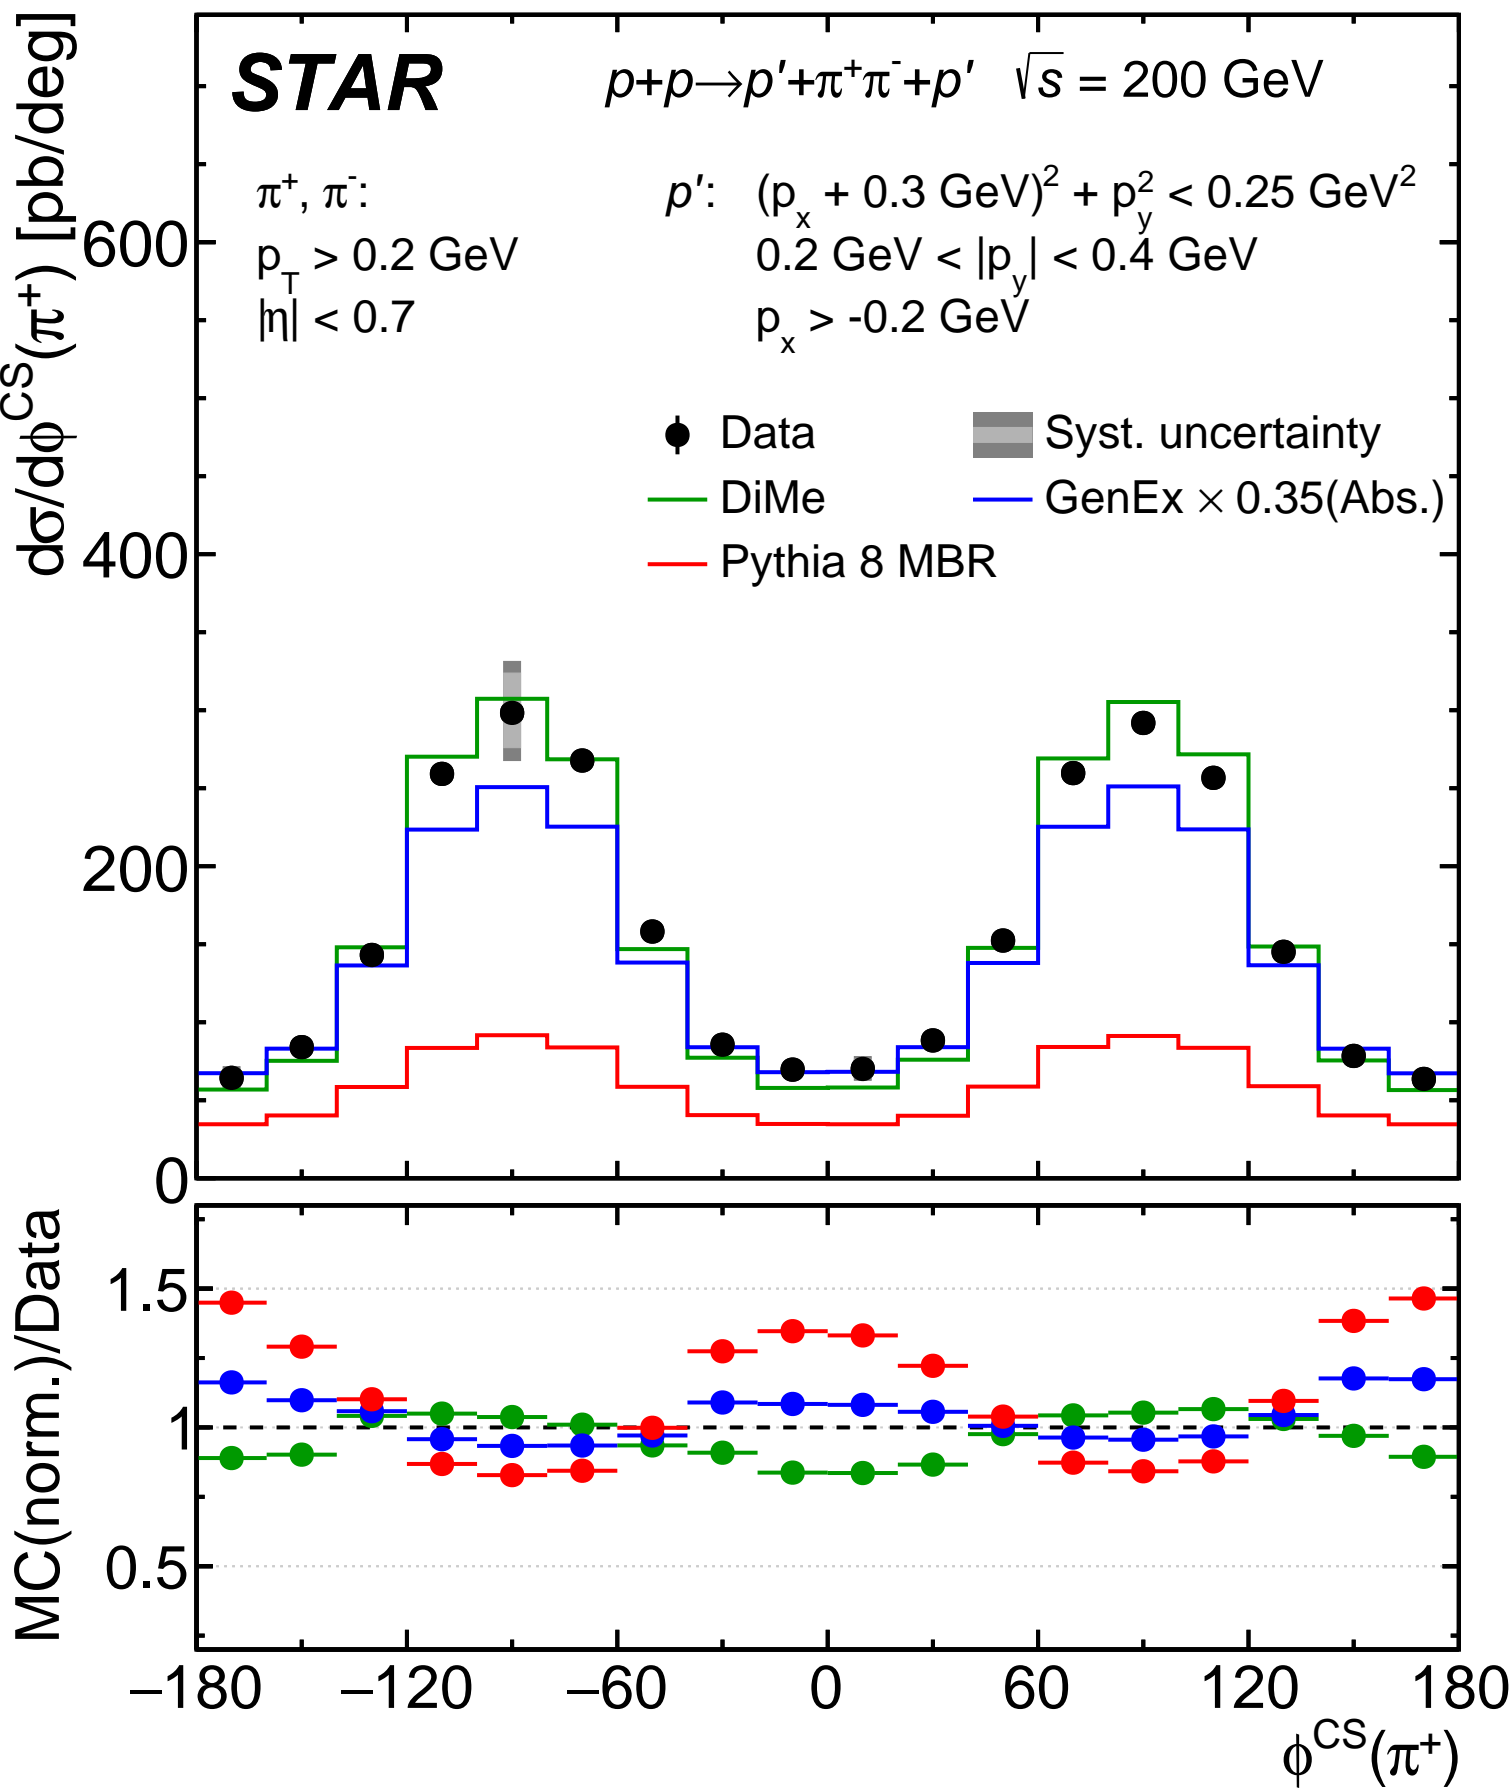 STAR p+p→p′+π⁺π⁻+p′ √s = 200 GeV
π⁺, π⁻: p′: (pₓ + 0.3 GeV)² + p_y² < 0.25 GeV²
p_T > 0.2 GeV 0.2 GeV < |p_y| < 0.4 GeV
|η| < 0.7 pₓ > -0.2 GeV
Data Syst. uncertainty
DiMe GenEx × 0.35(Abs.)
Pythia 8 MBR
dσ/dϕ^CS(π⁺) [pb/deg]
600
400
200
0
MC(norm.)/Data
1.5
1
0.5
−180 −120 −60 0 60 120 180
ϕ^CS(π⁺)